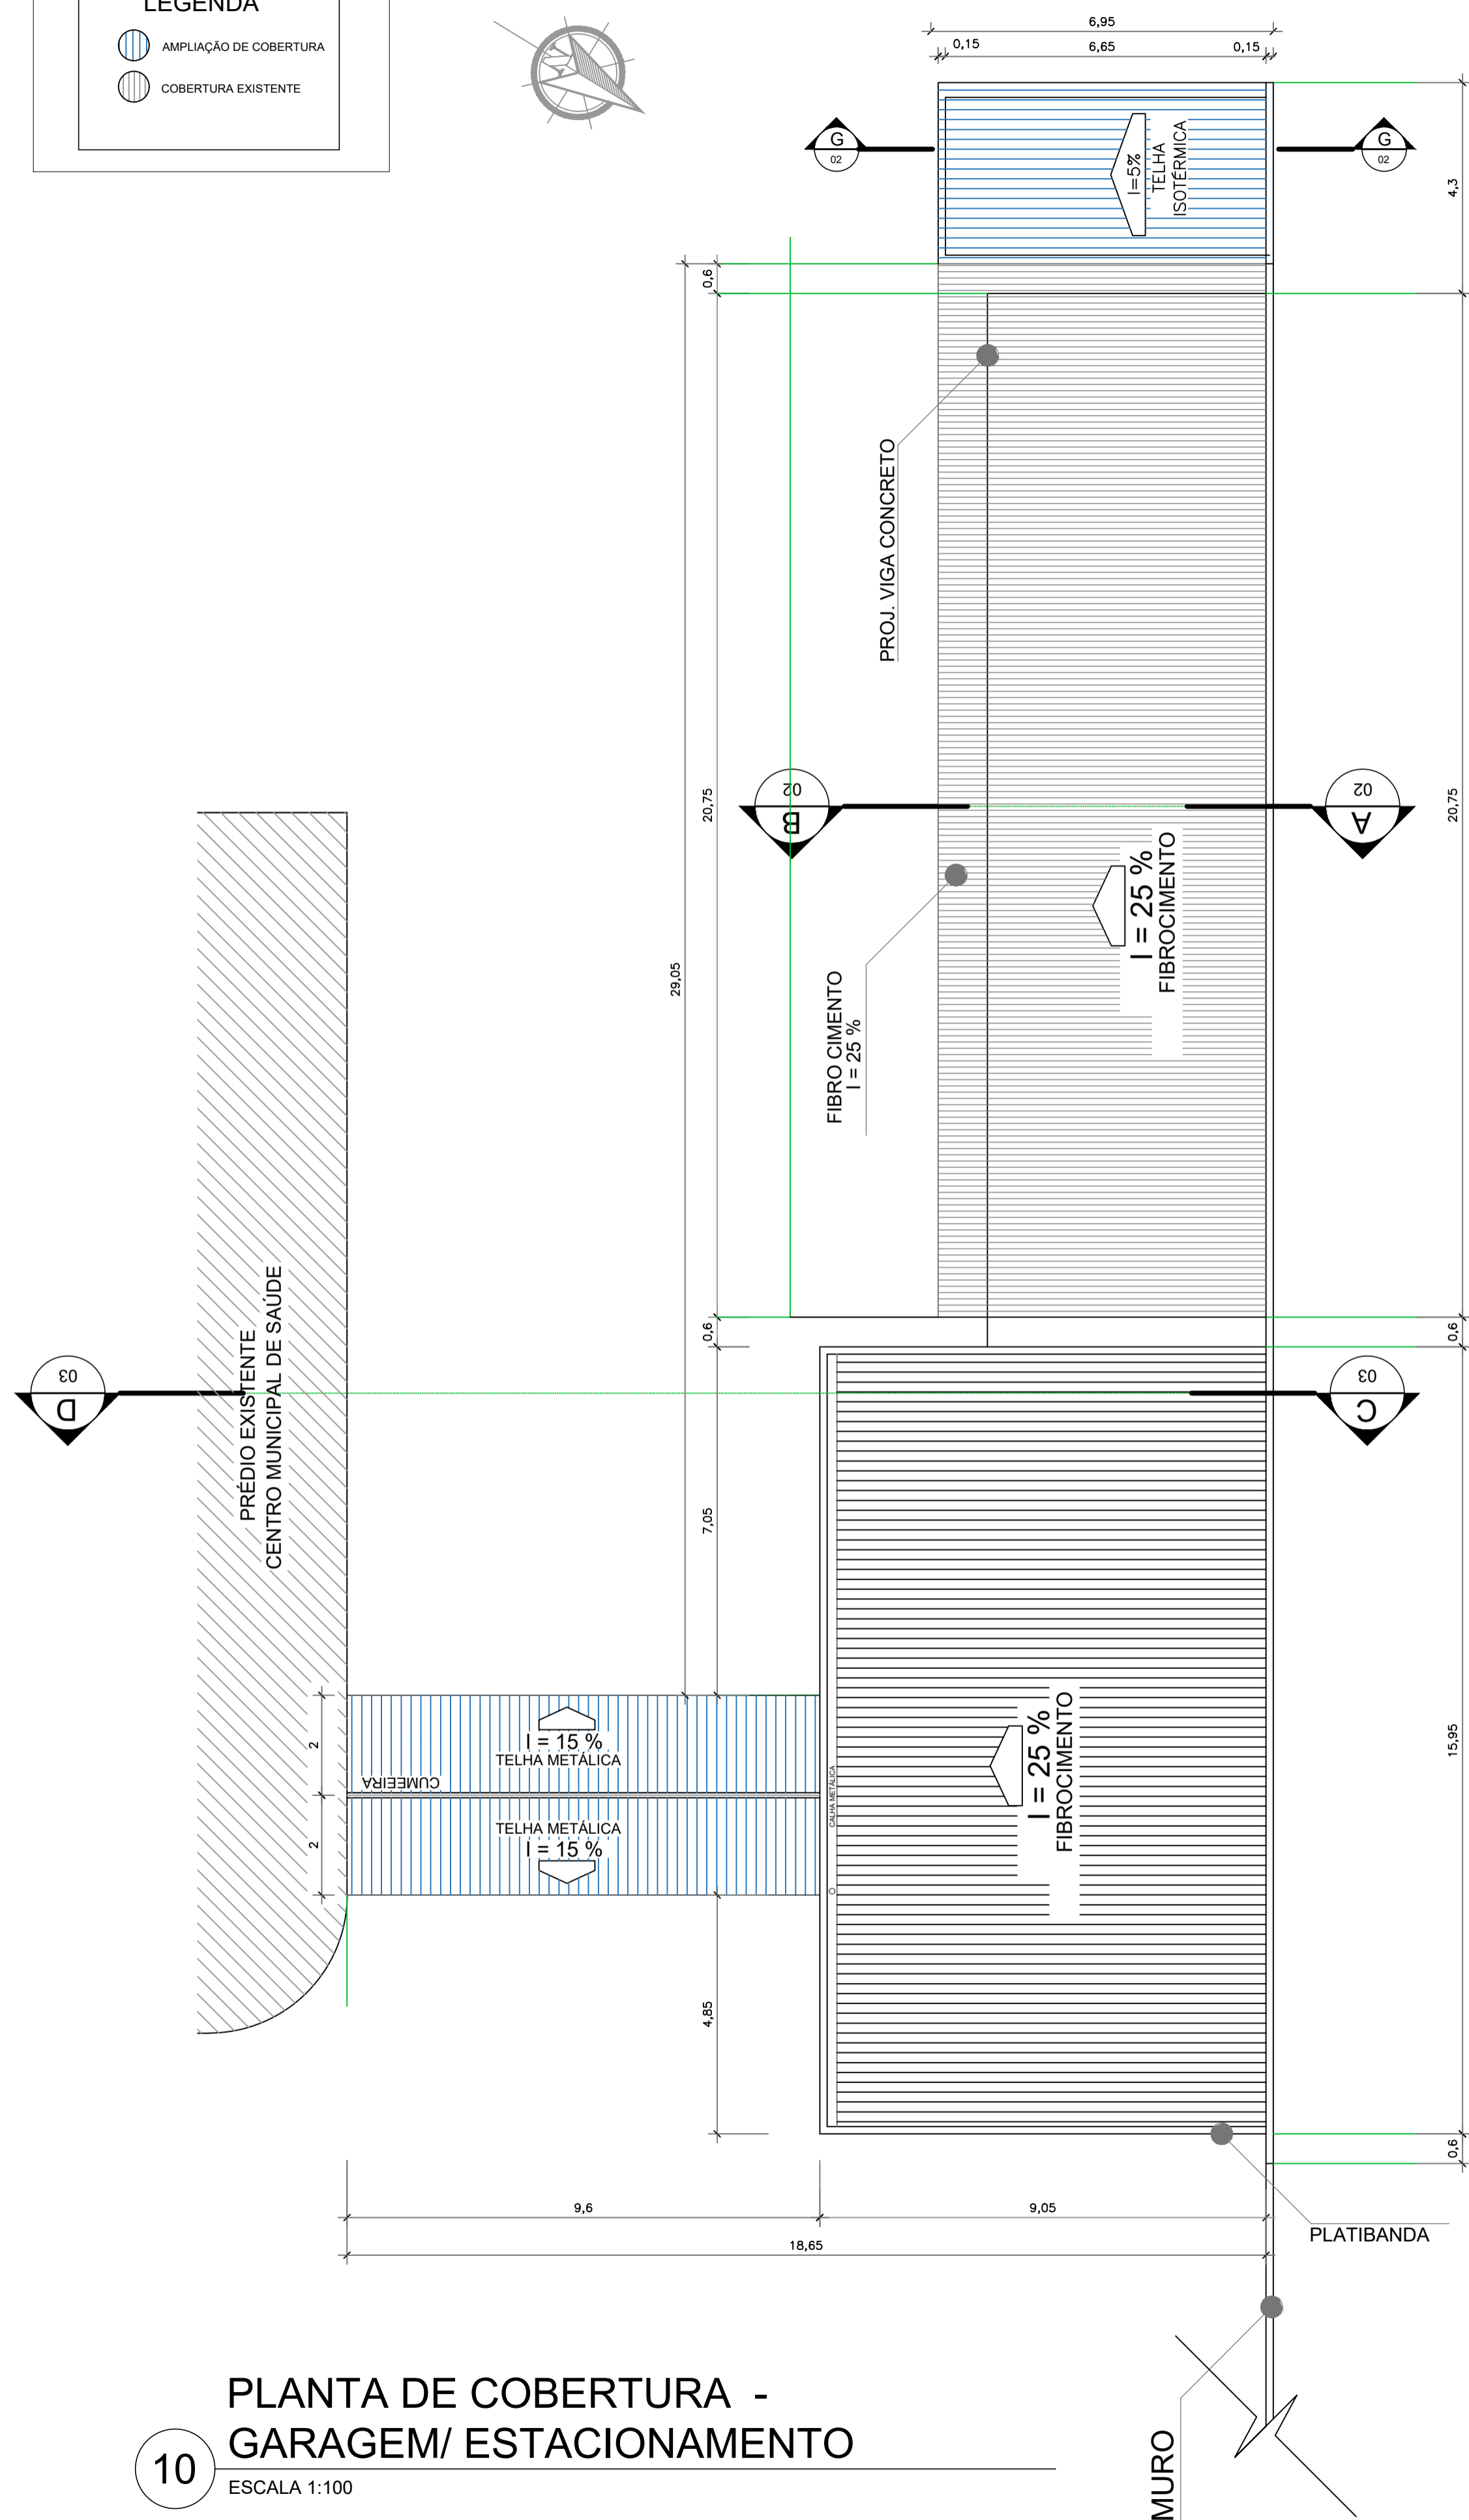 LEGENDA
AMPLIAÇÃO DE COBERTURA
COBERTURA EXISTENTE
N
6,95
0,15
6,65
0,15
G
02
G
02
I=5%
TELHA
ISOTÉRMICA
4,3
0,6
PROJ. VIGA CONCRETO
29,05
20,75
20,75
02
B
02
A
I = 25 %
FIBROCIMENTO
FIBRO CIMENTO
I = 25 %
0,6
0,6
PRÉDIO EXISTENTE
CENTRO MUNICIPAL DE SAÚDE
03
D
03
C
7,05
2
I = 15 %
TELHA METÁLICA
CUMEEIRA
2
TELHA METÁLICA
I = 15 %
CALHA METÁLICA
I = 25 %
FIBROCIMENTO
15,95
4,85
0,6
9,6
9,05
18,65
PLATIBANDA
MURO
PLANTA DE COBERTURA -
GARAGEM/ ESTACIONAMENTO
10
ESCALA 1:100